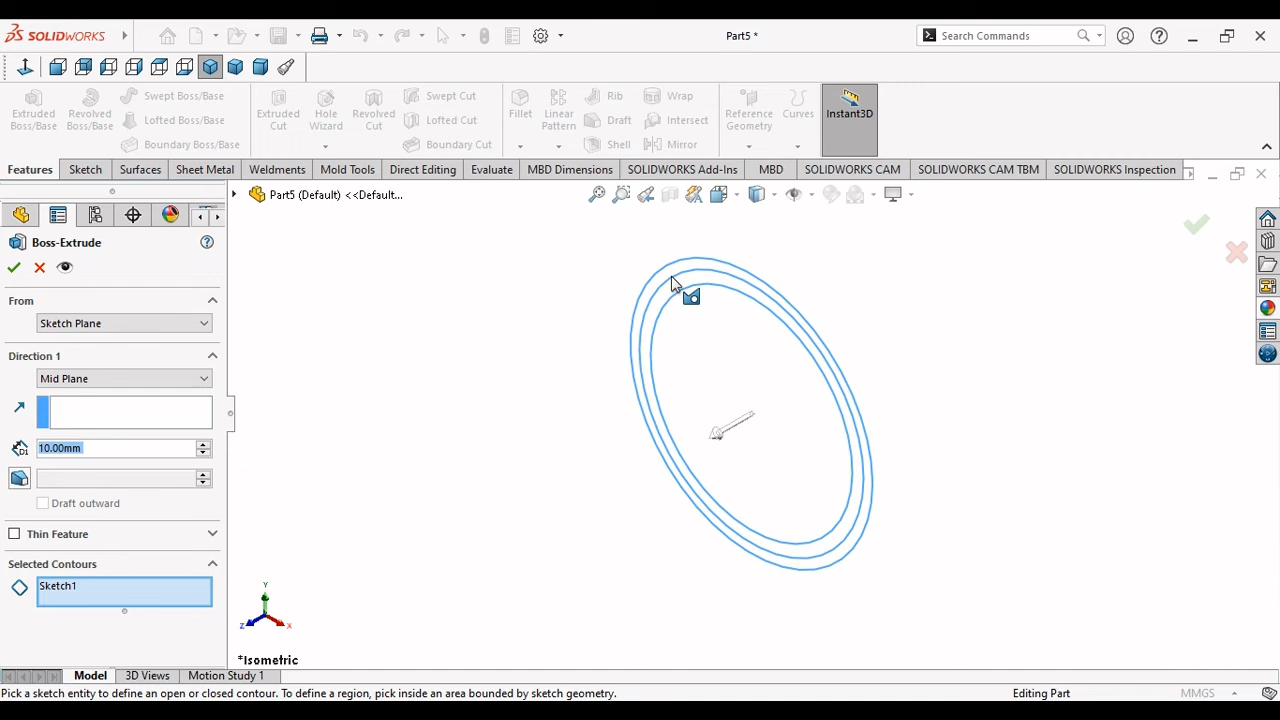 SOLIDWORKS
Part5 *
Search Commands
Extruded Boss/Base
Revolved Boss/Base
Swept Boss/Base
Lofted Boss/Base
Boundary Boss/Base
Extruded Cut
Hole Wizard
Revolved Cut
Swept Cut
Lofted Cut
Boundary Cut
Fillet
Linear Pattern
Rib
Draft
Shell
Wrap
Intersect
Mirror
Reference Geometry
Curves
Instant3D
Features
Sketch
Surfaces
Sheet Metal
Weldments
Mold Tools
Direct Editing
Evaluate
MBD Dimensions
SOLIDWORKS Add-Ins
MBD
SOLIDWORKS CAM
SOLIDWORKS CAM TBM
SOLIDWORKS Inspection
Part5 (Default) <<Default...
Boss-Extrude
From
Sketch Plane
Direction 1
Mid Plane
D1
10.00mm
Draft outward
Thin Feature
Selected Contours
Sketch1
Y
Z
X
*Isometric
Model
3D Views
Motion Study 1
Pick a sketch entity to define an open or closed contour. To define a region, pick inside an area bounded by sketch geometry.
Editing Part
MMGS